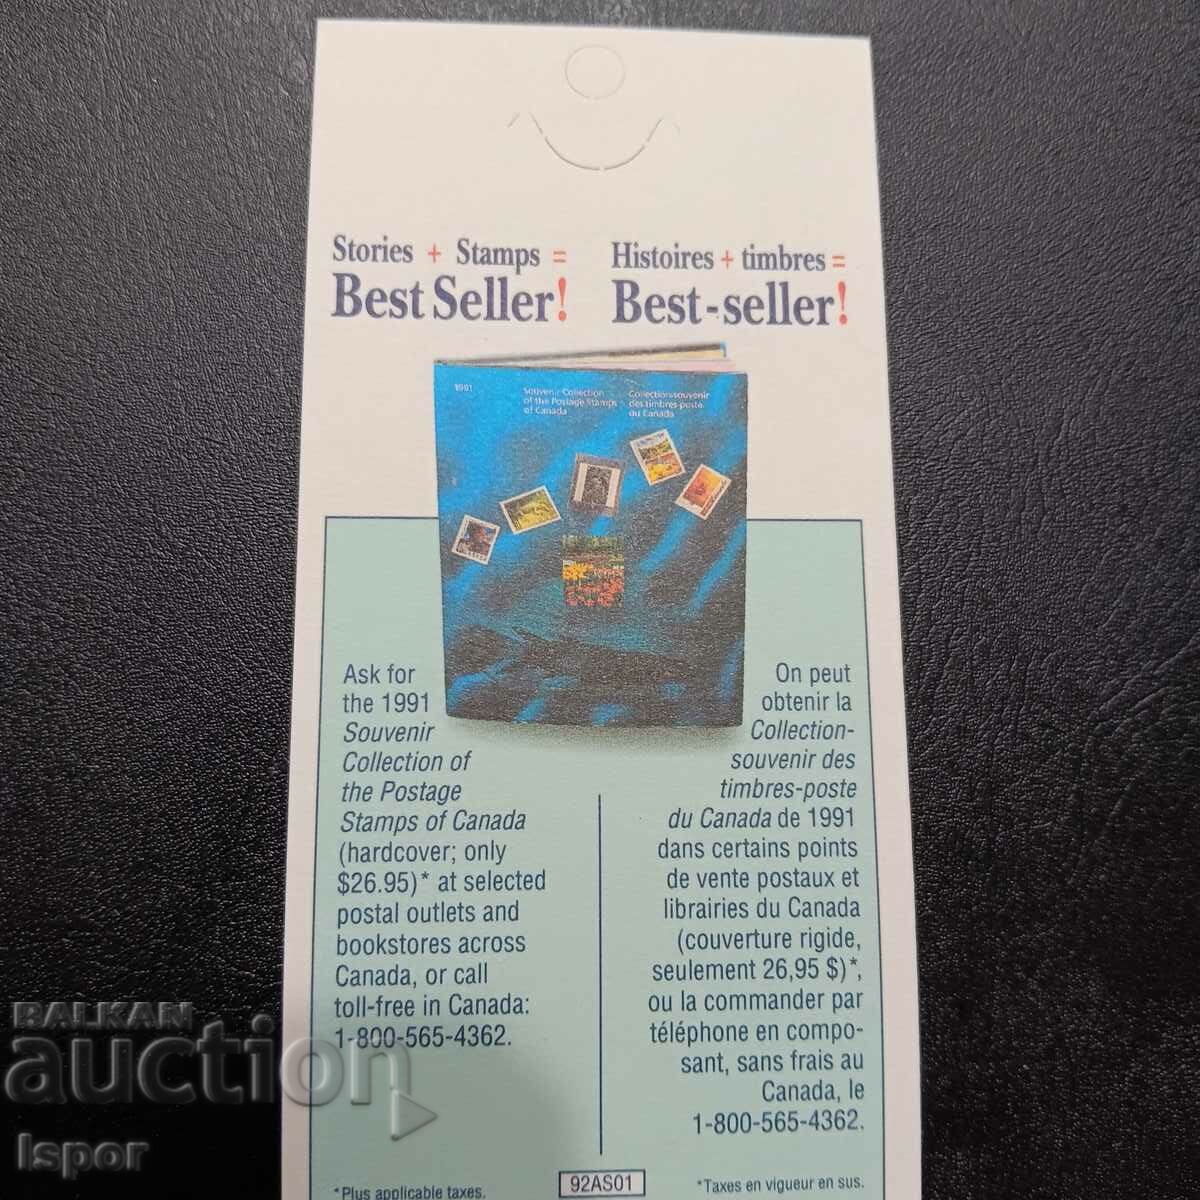 Stories + Stamps =
Best Seller!
Histoires + timbres =
Best-seller!
1991
Souvenir Collection
of the Postage Stamps
of Canada
Collection-souvenir
des timbres-poste
du Canada
Ask for
the 1991
Souvenir
Collection of
the Postage
Stamps of Canada
(hardcover; only
$26.95)* at selected
postal outlets and
bookstores across
Canada, or call
toll-free in Canada:
1-800-565-4362.
On peut
obtenir la
Collection-
souvenir des
timbres-poste
du Canada de 1991
dans certains points
de vente postaux et
librairies du Canada
(couverture rigide,
seulement 26,95 $)*,
ou la commander par
téléphone en compo-
sant, sans frais au
Canada, le
1-800-565-4362.
*Plus applicable taxes.
92AS01
*Taxes en vigueur en sus.
BALKAN
auction
Ispor